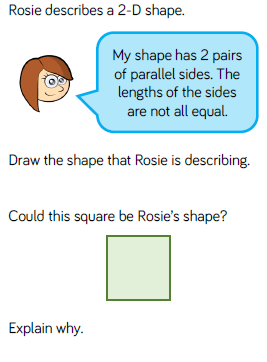 Rosie describes a 2-D shape.
My shape has 2 pairs
of parallel sides. The
lengths of the sides
are not all equal.
Draw the shape that Rosie is describing.
Could this square be Rosie's shape?
Explain why.